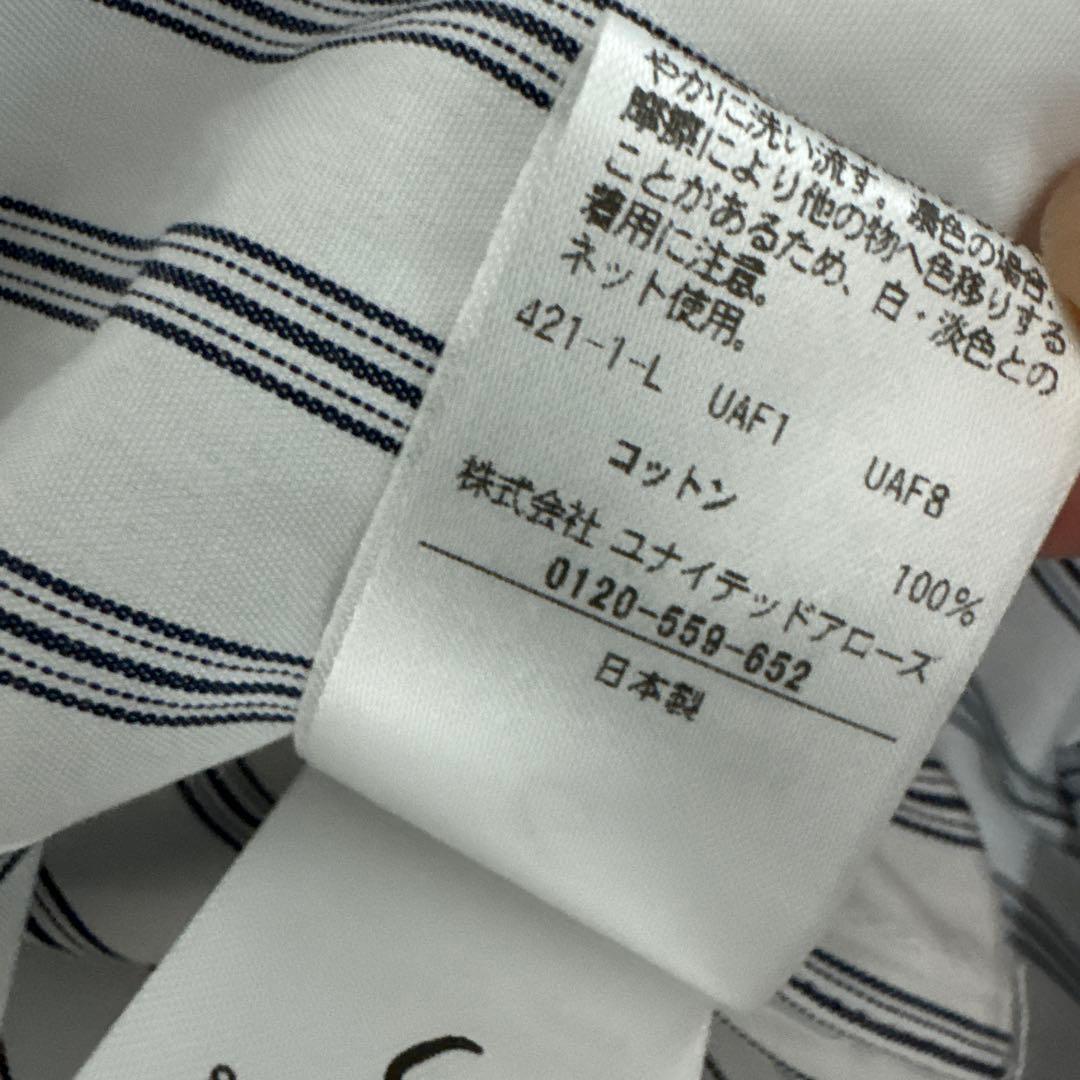 やかに洗い流す。濃色の場合、
摩擦により他の物へ色移りする
ことがあるため、白・淡色との
着用に注意。
ネット使用。
421-1-L UAF1 UAF8
コットン 100%
株式会社 ユナイテッドアローズ
0120-559-652
日本製